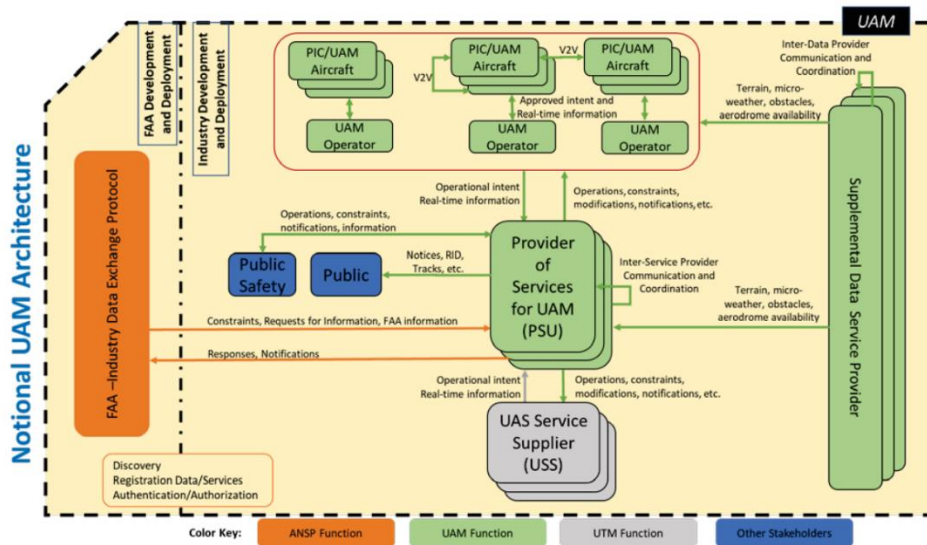 UAM
Notional UAM Architecture
FAA Development
and Deployment
Industry Development
and Deployment
PIC/UAM
Aircraft
V2V
PIC/UAM
Aircraft
V2V
PIC/UAM
Aircraft
Approved intent and
Real-time information
UAM
Operator
UAM
Operator
UAM
Operator
Inter-Data Provider
Communication and
Coordination
Terrain, micro-
weather, obstacles,
aerodrome availability
Supplemental Data Service Provider
Operational intent
Real-time information
Operations, constraints,
modifications, notifications, etc.
Operations, constraints,
notifications, information
Public
Safety
Public
Notices, RID,
Tracks, etc.
Provider
of
Services
for UAM
(PSU)
Inter-Service Provider
Communication and
Coordination
Terrain, micro-
weather, obstacles,
aerodrome availability
FAA –Industry Data Exchange Protocol
Constraints, Requests for Information, FAA information
Responses, Notifications
Operational intent
Real-time information
Operations, constraints,
modifications, notifications, etc.
UAS Service
Supplier
(USS)
Discovery
Registration Data/Services
Authentication/Authorization
Color Key:
ANSP Function
UAM Function
UTM Function
Other Stakeholders